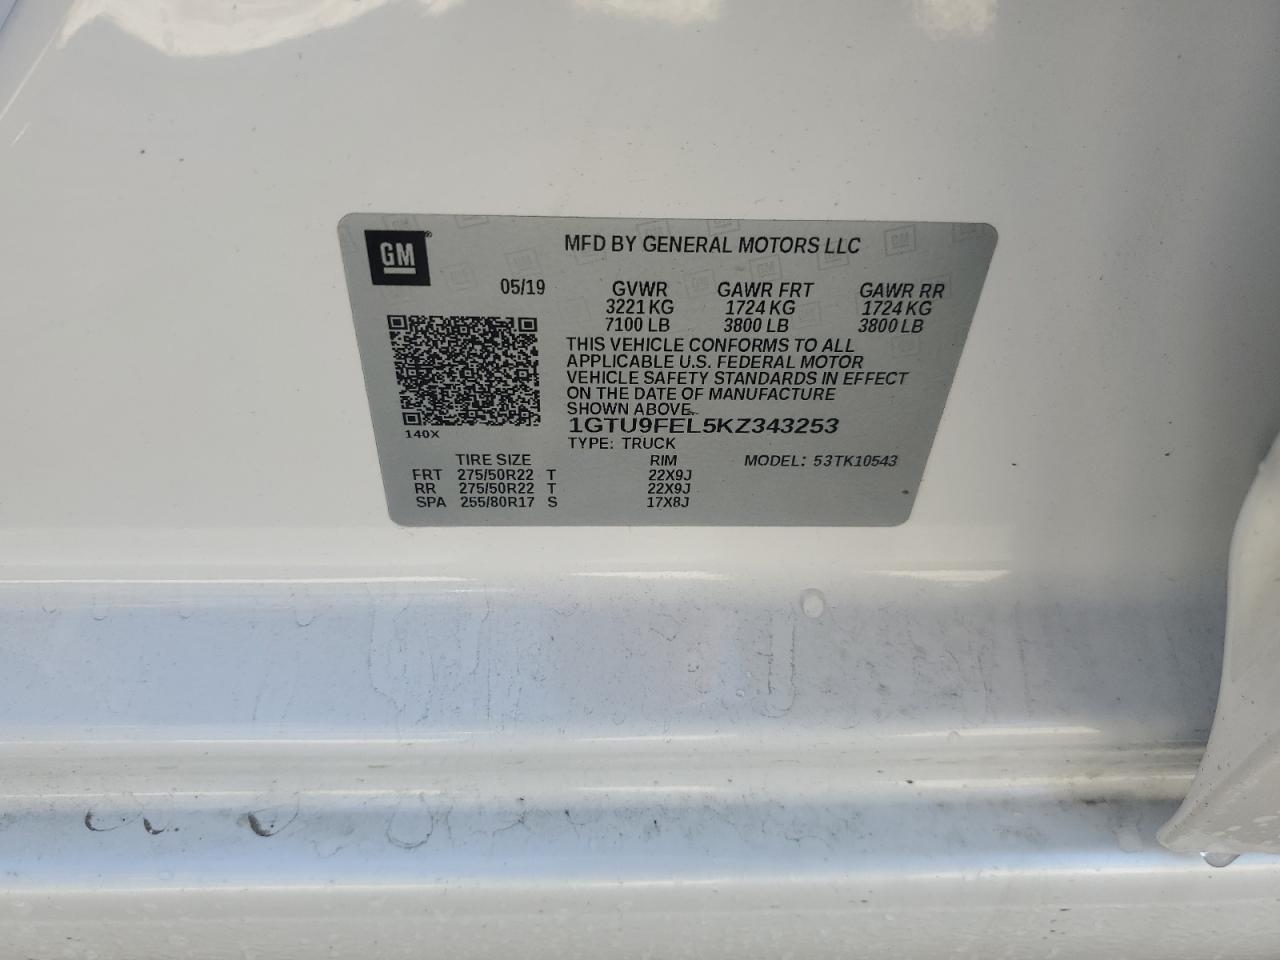 GM®
MFD BY GENERAL MOTORS LLC
05/19 GVWR GAWR FRT GAWR RR
3221 KG 1724 KG 1724 KG
7100 LB 3800 LB 3800 LB
THIS VEHICLE CONFORMS TO ALL
APPLICABLE U.S. FEDERAL MOTOR
VEHICLE SAFETY STANDARDS IN EFFECT
ON THE DATE OF MANUFACTURE
SHOWN ABOVE.
1GTU9FEL5KZ343253
140X
TYPE: TRUCK
TIRE SIZE RIM MODEL: 53TK10543
FRT 275/50R22 T 22X9J
RR 275/50R22 T 22X9J
SPA 255/80R17 S 17X8J